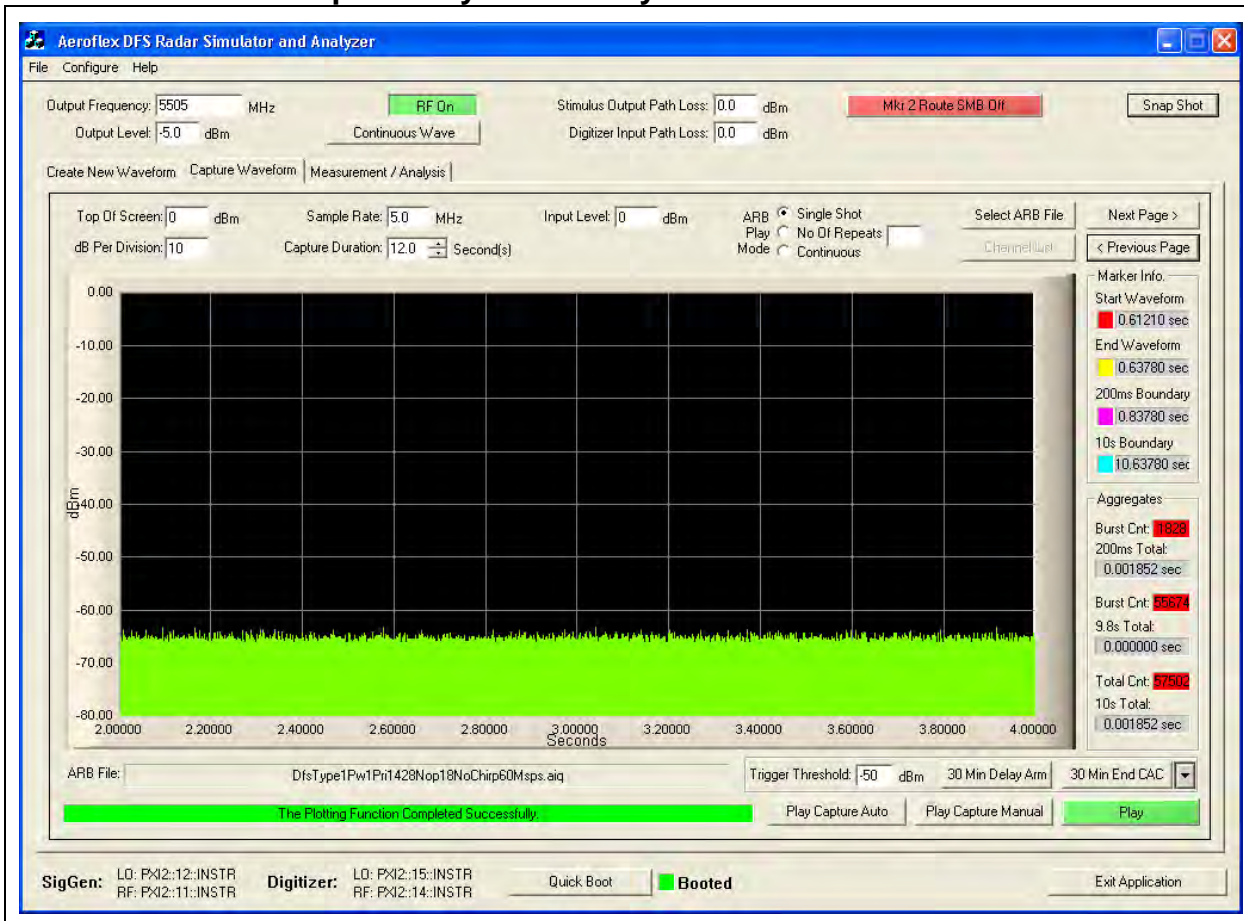 Aeroflex DFS Radar Simulator and Analyzer
File Configure Help
Output Frequency: 5505 MHz RF On Stimulus Output Path Loss: 0.0 dBm Mkr 2 Route SMB Off Snap Shot
Output Level: -5.0 dBm Continuous Wave Digitizer Input Path Loss: 0.0 dBm
Create New Waveform Capture Waveform Measurement / Analysis
Top Of Screen: 0 dBm Sample Rate: 5.0 MHz Input Level: 0 dBm ARB Play Mode Single Shot Select ARB File Next Page >
No Of Repeats
dB Per Division: 10 Capture Duration: 12.0 Second(s) Continuous Channel List < Previous Page
Marker Info.
Start Waveform
0.61210 sec
End Waveform
0.63780 sec
200ms Boundary
0.83780 sec
10s Boundary
10.63780 sec
Aggregates
Burst Cnt: 1828
200ms Total:
0.001852 sec
Burst Cnt: 55674
9.8s Total:
0.000000 sec
Total Cnt: 57502
10s Total:
0.001852 sec
0.00
-10.00
-20.00
-30.00
-40.00
-50.00
-60.00
-70.00
-80.00
dBm
2.00000 2.20000 2.40000 2.60000 2.80000 3.00000 3.20000 3.40000 3.60000 3.80000 4.00000
Seconds
ARB File: DfsType1Pw1Pri1428Nop18NoChirp60Msps.aiq Trigger Threshold: -50 dBm 30 Min Delay Arm 30 Min End CAC
The Plotting Function Completed Successfully. Play Capture Auto Play Capture Manual Play
SigGen: LO: PXI2::12::INSTR Digitizer: LO: PXI2::15::INSTR Quick Boot Booted Exit Application
RF: PXI2::11::INSTR RF: PXI2::14::INSTR